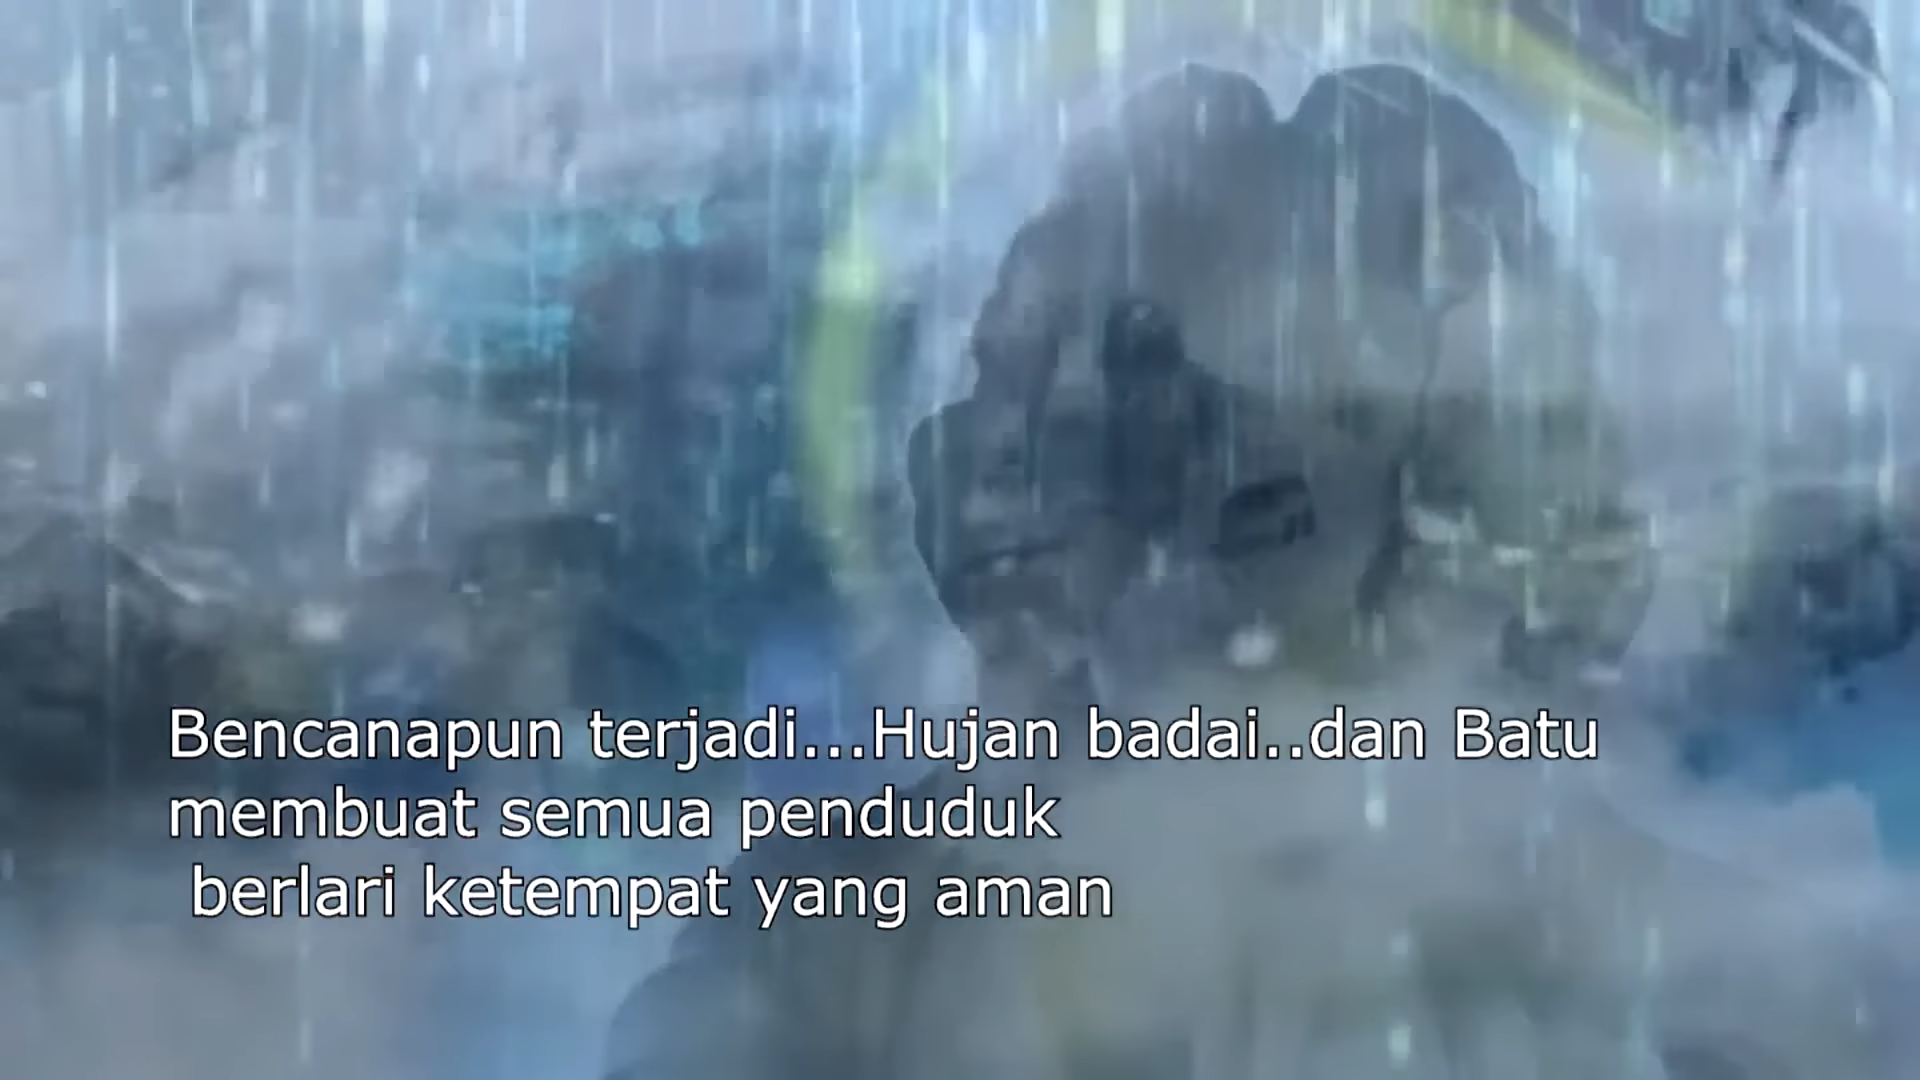 Bencanapun terjadi...Hujan badai..dan Batu
membuat semua penduduk
berlari ketempat yang aman